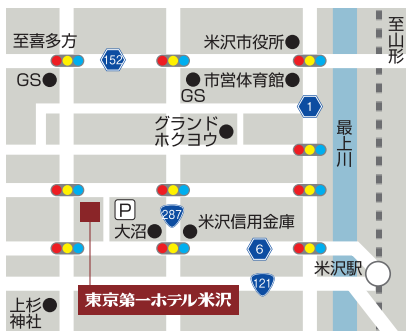 至喜多方
米沢市役所
至山形
152
GS
市営体育館
GS
1
グランド
ホクヨウ
最上川
P
287
大沼
米沢信用金庫
6
米沢駅
121
東京第一ホテル米沢
上杉
神社